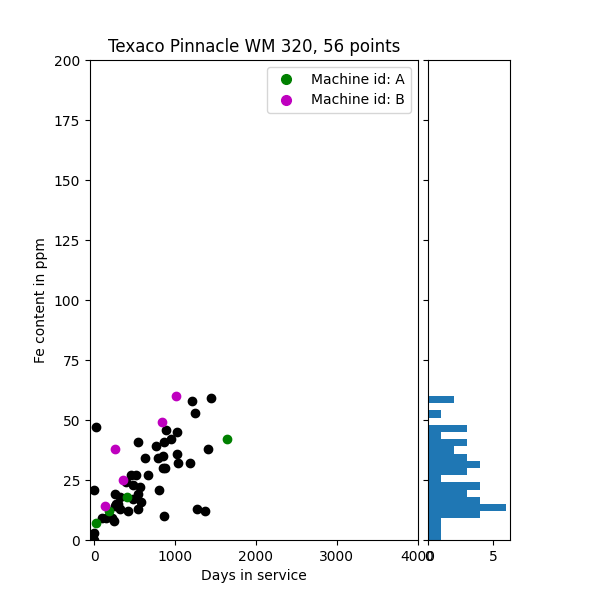 Texaco Pinnacle WM 320, 56 points
Machine id: A
Machine id: B
Fe content in ppm
200
175
150
125
100
75
50
25
0
0 1000 2000 3000 4000
0 5
Days in service